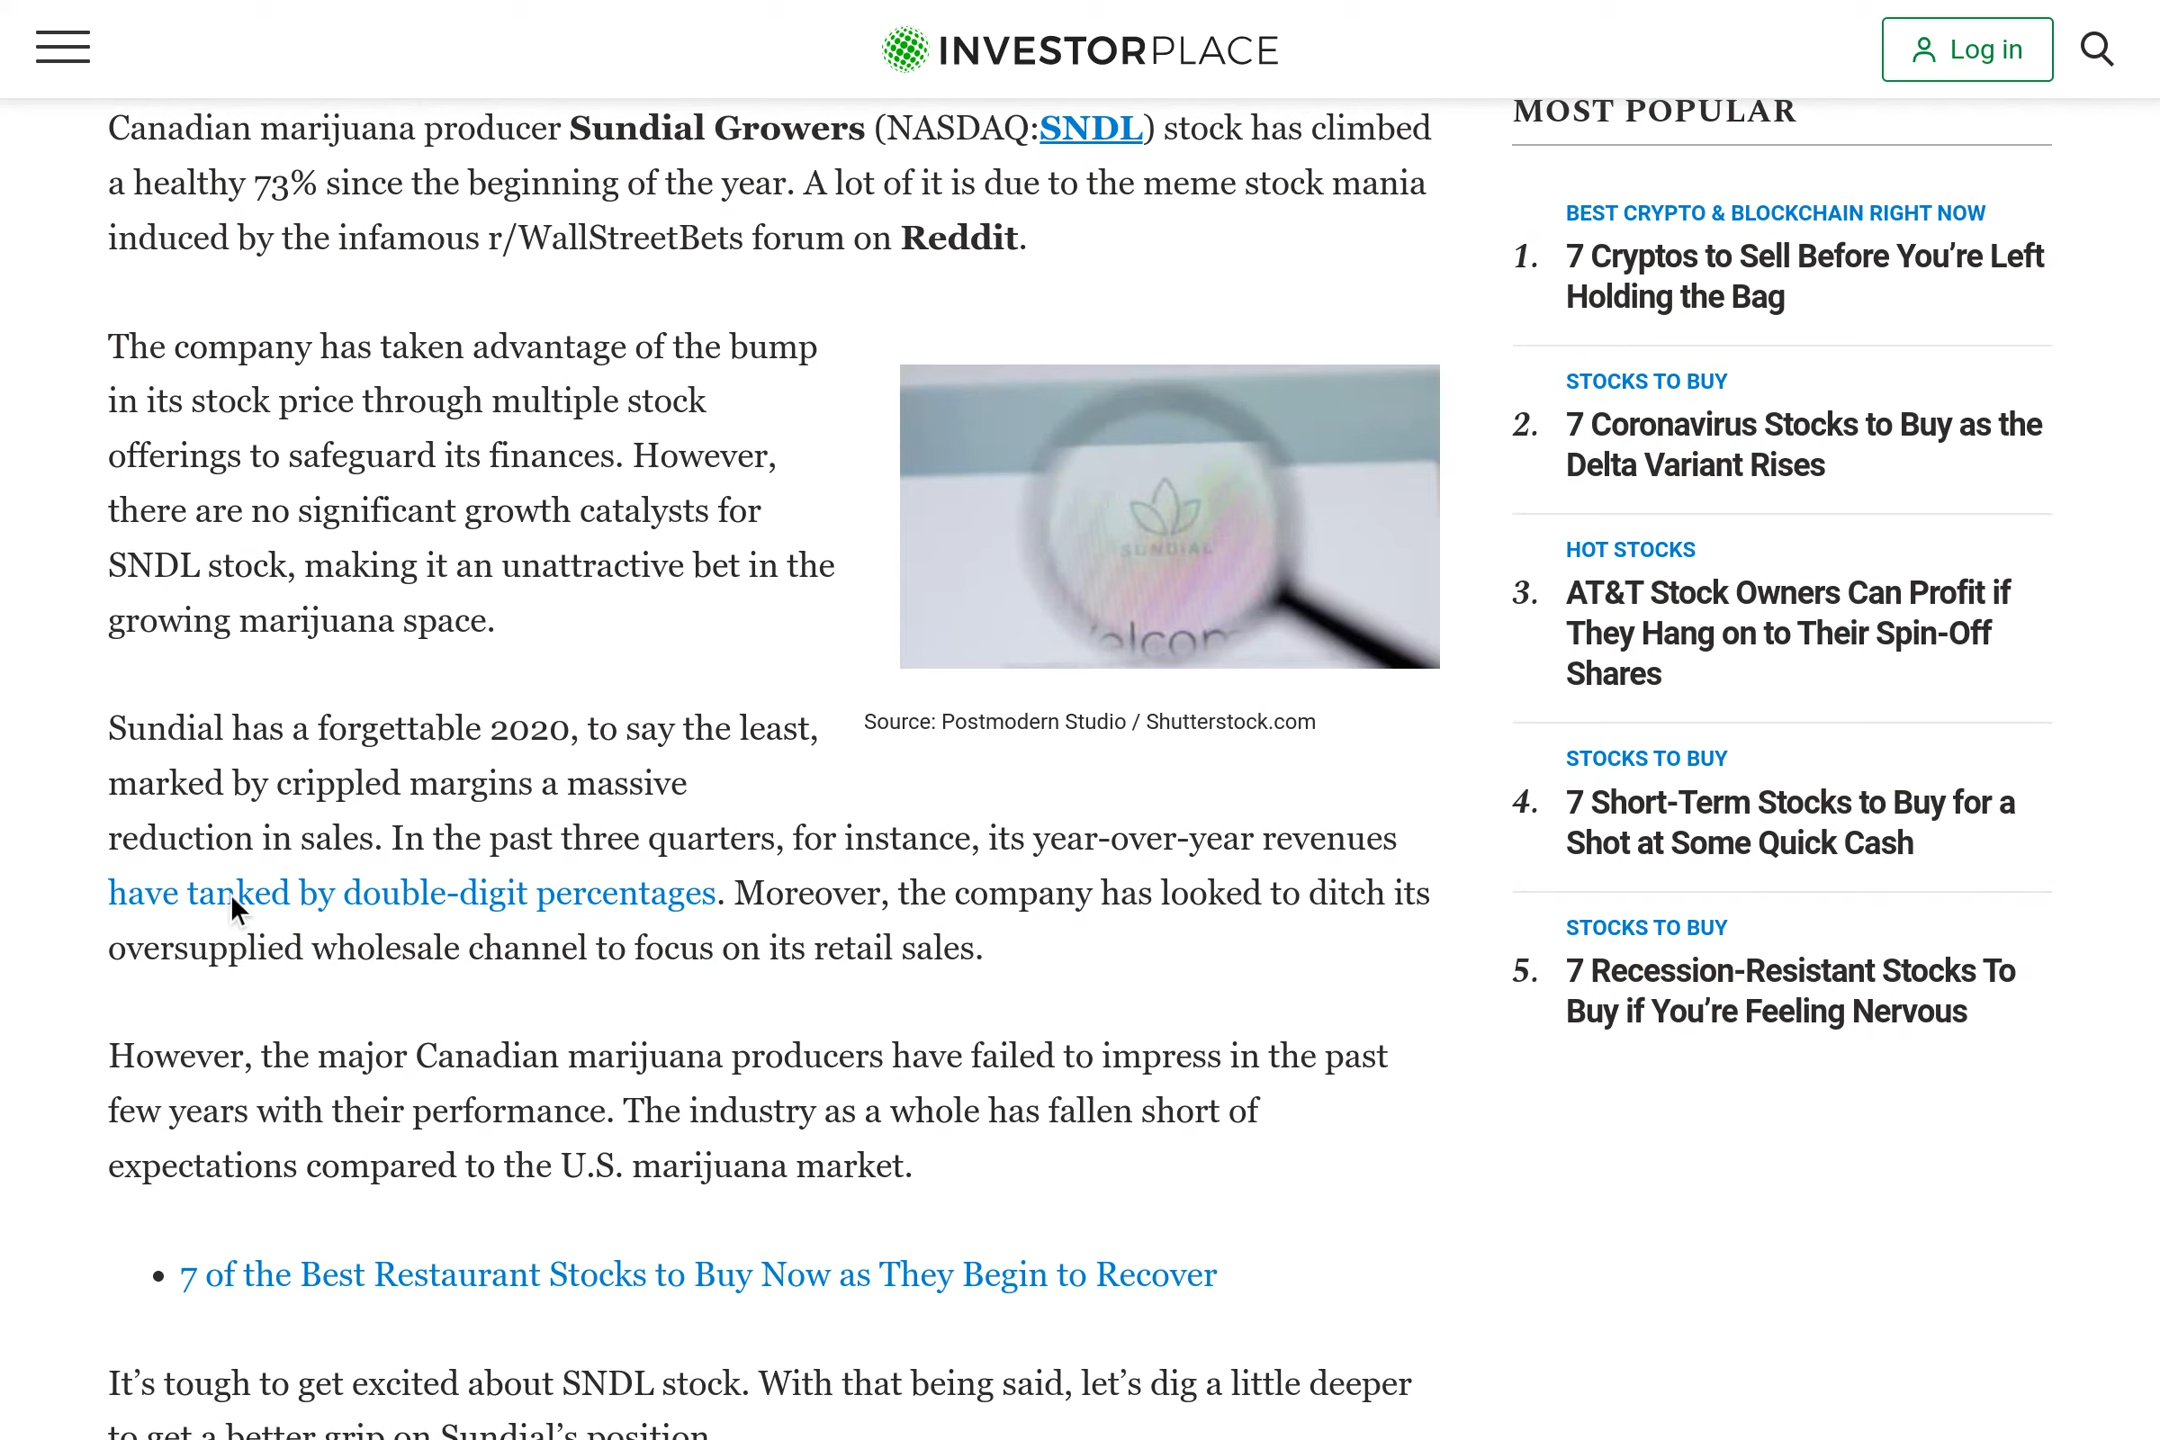 INVESTORPLACE
Log in
Canadian marijuana producer Sundial Growers (NASDAQ:SNDL) stock has climbed
a healthy 73% since the beginning of the year. A lot of it is due to the meme stock mania
induced by the infamous r/WallStreetBets forum on Reddit.
The company has taken advantage of the bump
in its stock price through multiple stock
offerings to safeguard its finances. However,
there are no significant growth catalysts for
SNDL stock, making it an unattractive bet in the
growing marijuana space.
SUNDIAL
Source: Postmodern Studio / Shutterstock.com
Sundial has a forgettable 2020, to say the least,
marked by crippled margins a massive
reduction in sales. In the past three quarters, for instance, its year-over-year revenues
have tanked by double-digit percentages. Moreover, the company has looked to ditch its
oversupplied wholesale channel to focus on its retail sales.
However, the major Canadian marijuana producers have failed to impress in the past
few years with their performance. The industry as a whole has fallen short of
expectations compared to the U.S. marijuana market.
• 7 of the Best Restaurant Stocks to Buy Now as They Begin to Recover
It’s tough to get excited about SNDL stock. With that being said, let’s dig a little deeper
to get a better grip on Sundial’s position
MOST POPULAR
BEST CRYPTO & BLOCKCHAIN RIGHT NOW
1. 7 Cryptos to Sell Before You’re Left
Holding the Bag
STOCKS TO BUY
2. 7 Coronavirus Stocks to Buy as the
Delta Variant Rises
HOT STOCKS
3. AT&T Stock Owners Can Profit if
They Hang on to Their Spin-Off
Shares
STOCKS TO BUY
4. 7 Short-Term Stocks to Buy for a
Shot at Some Quick Cash
STOCKS TO BUY
5. 7 Recession-Resistant Stocks To
Buy if You’re Feeling Nervous